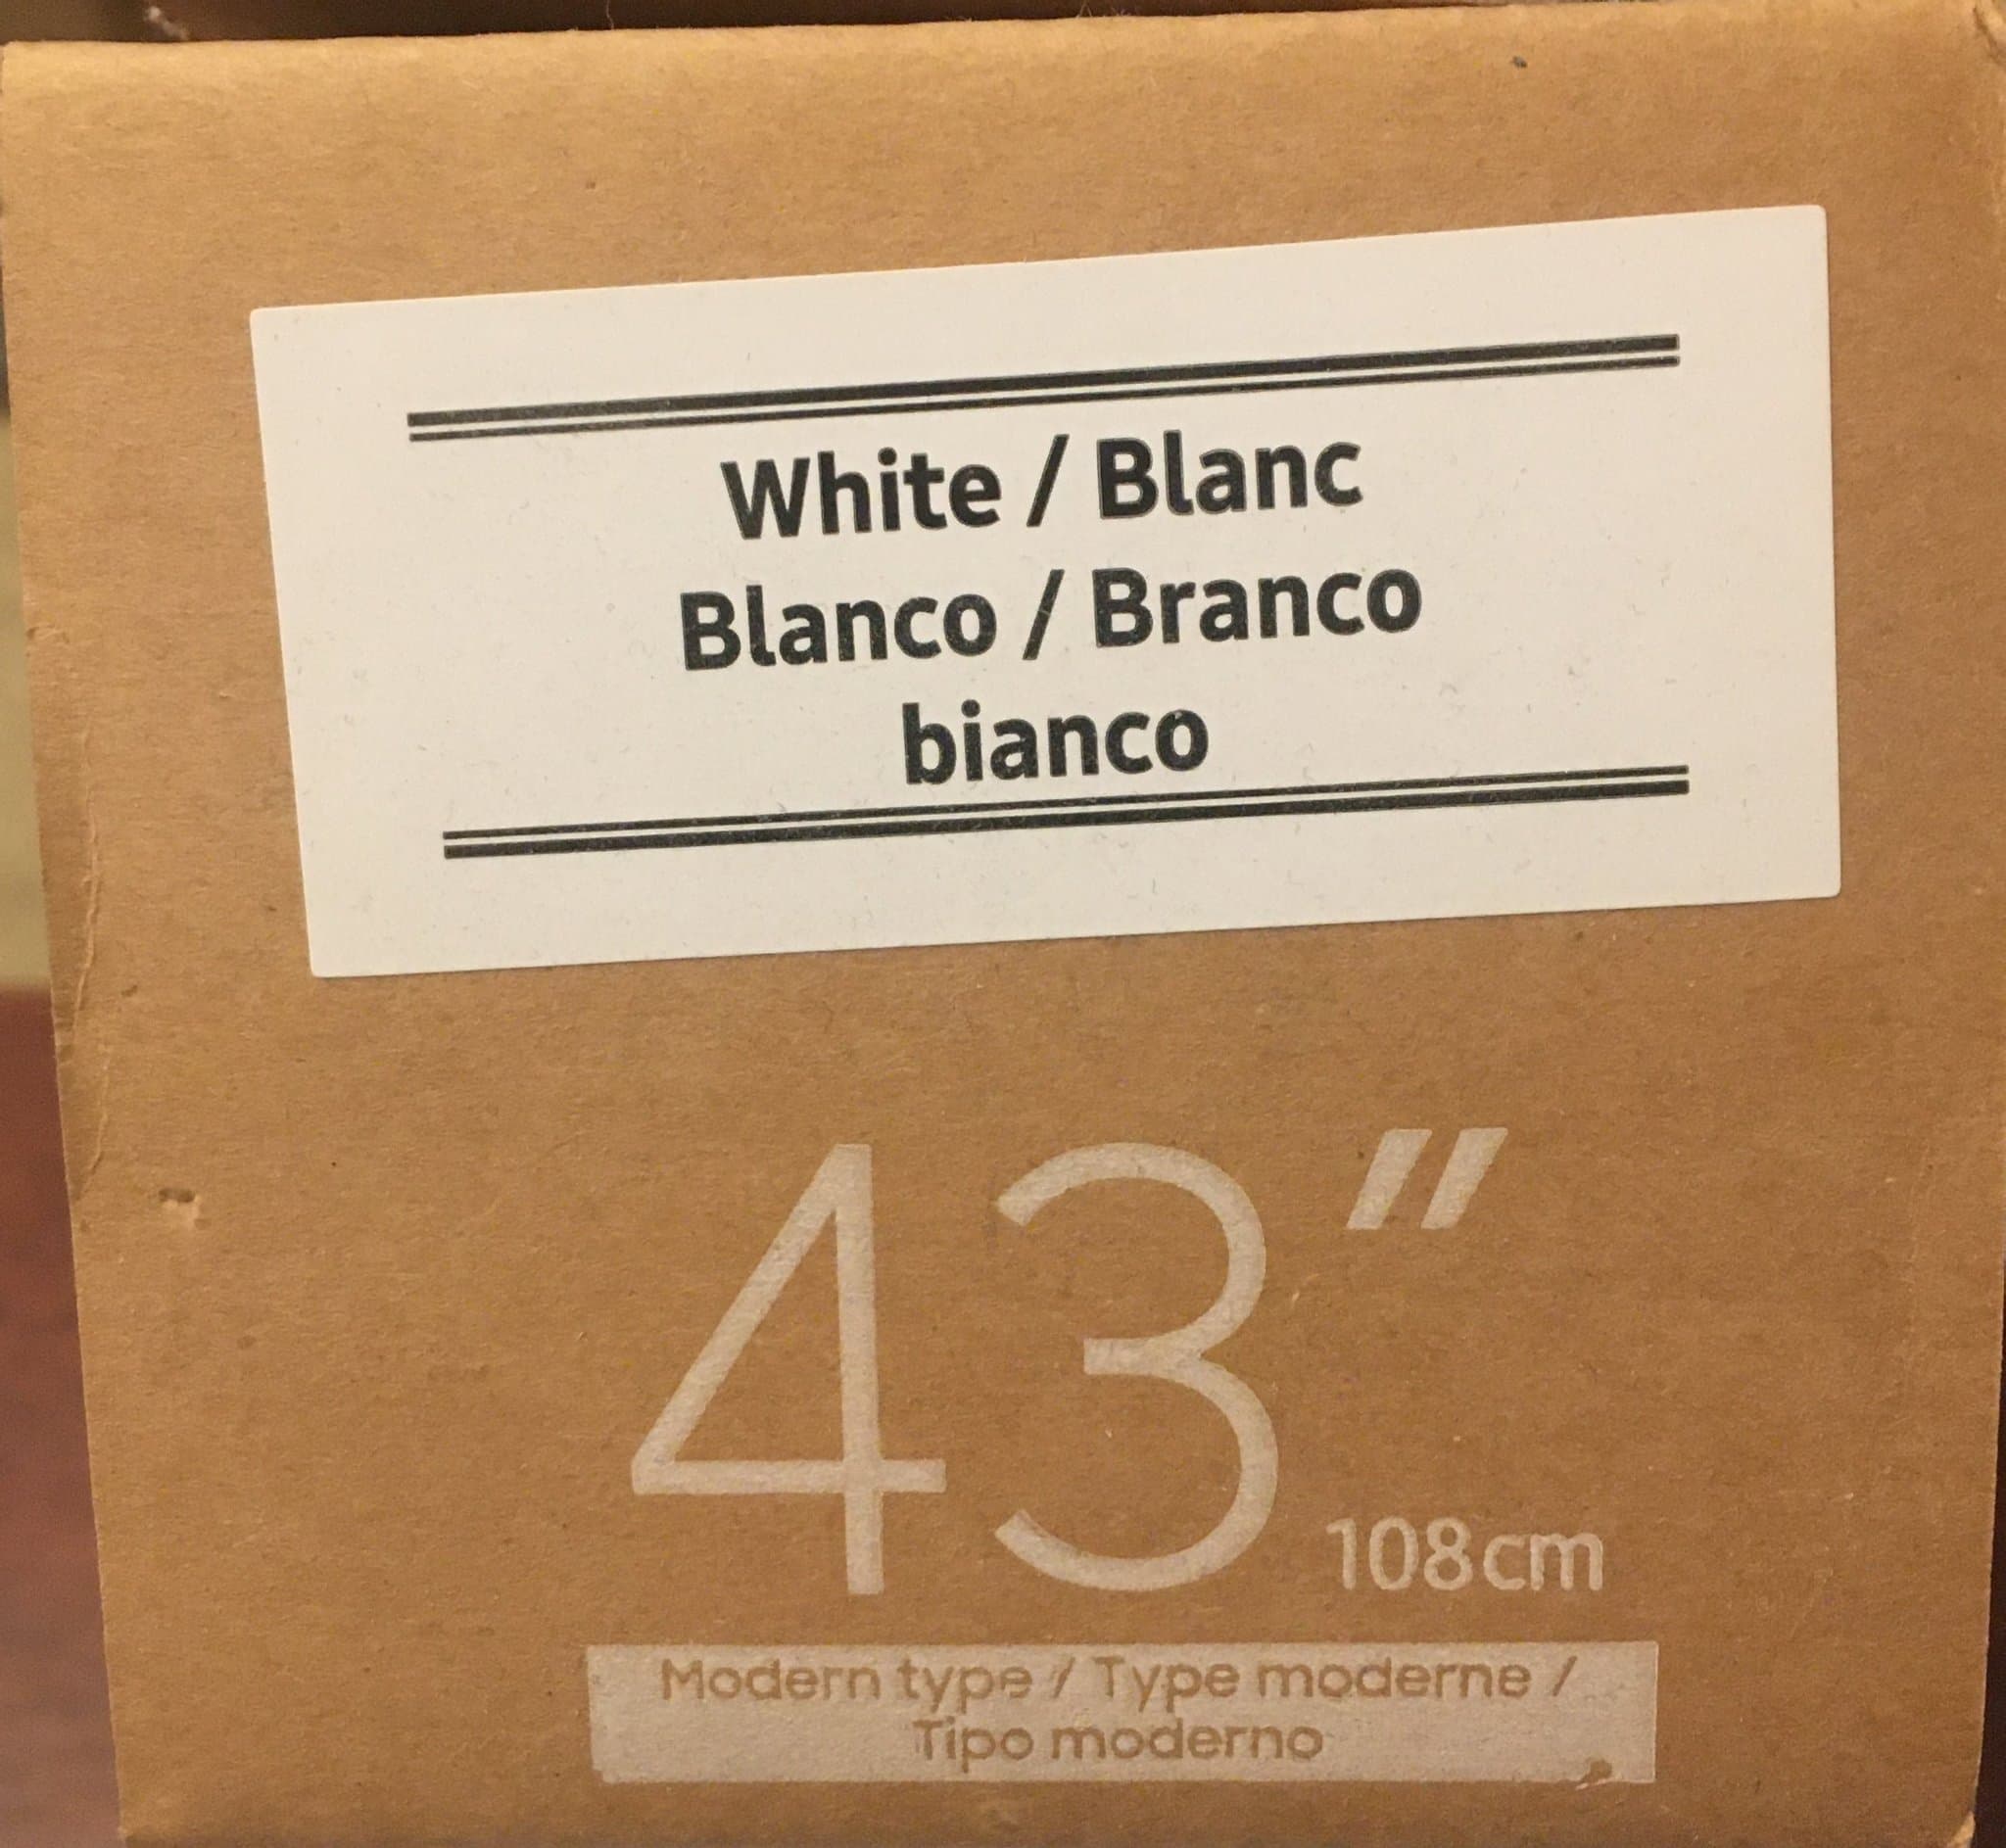 White / Blanc
Blanco / Branco
bianco
43"
108cm
Modern type / Type moderne /
Tipo moderno